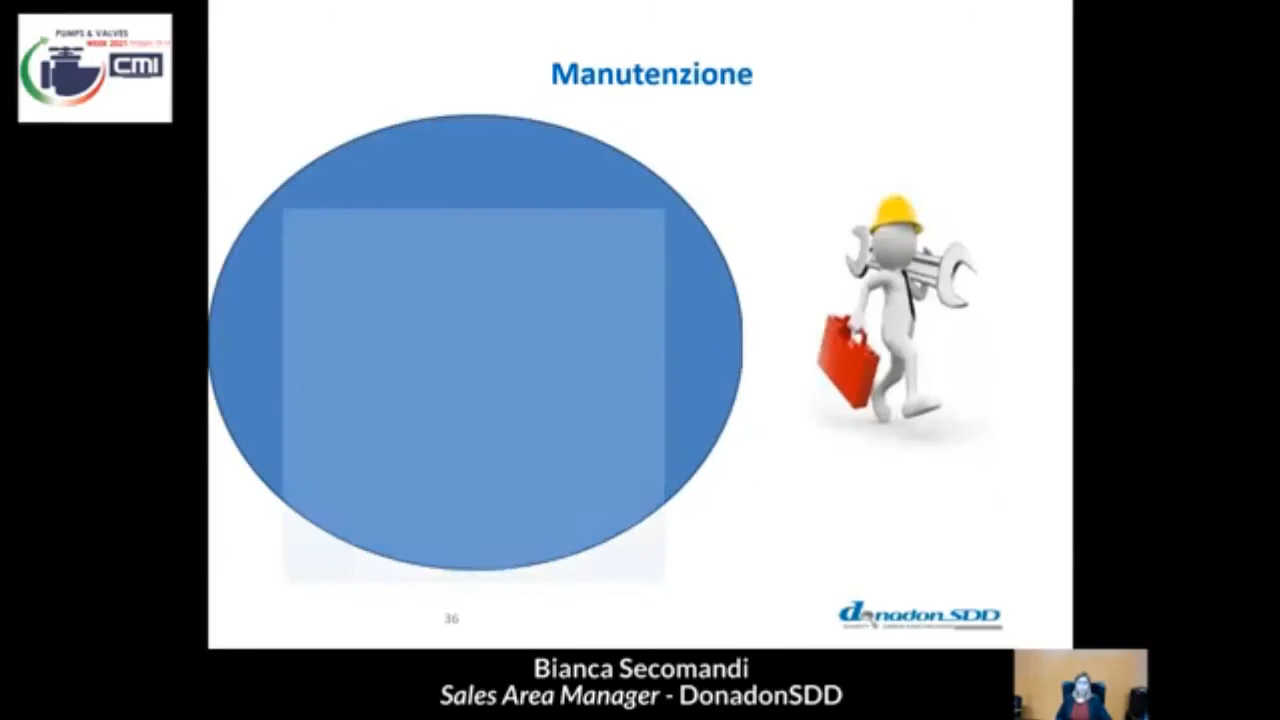 PUMPS & VALVES
WEEK 2021
CMI
Manutenzione
36
donadon SDD
Bianca Secomandi
Sales Area Manager - DonadonSDD